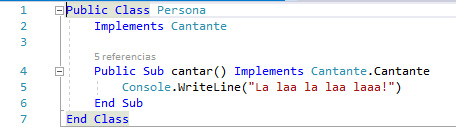 1 Public Class Persona
2 Implements Cantante
3
5 referencias
4 Public Sub cantar() Implements Cantante.Cantante
5 Console.WriteLine("La laa la laa laaa!")
6 End Sub
7 End Class